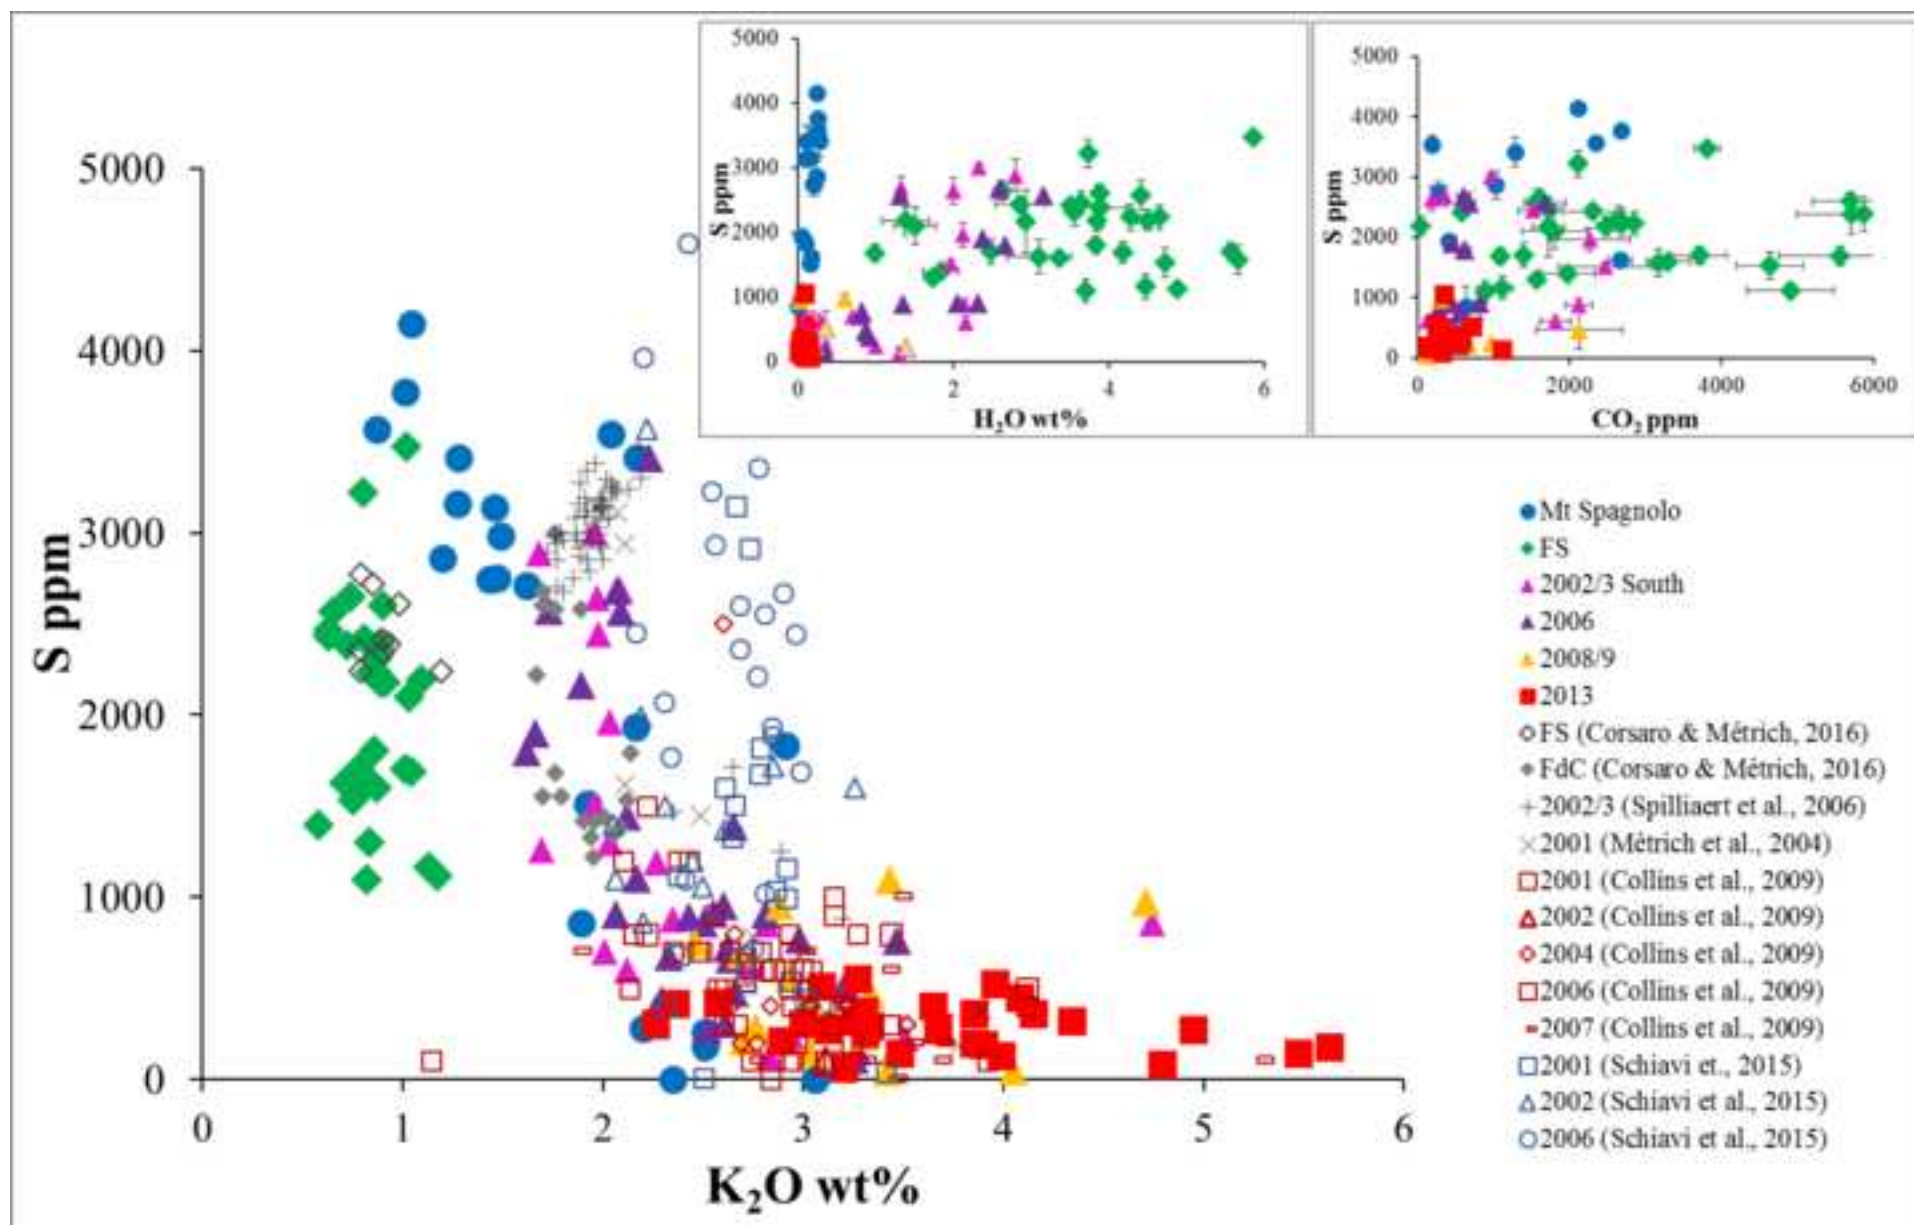 5000
4000
3000
2000
1000
0
S ppm
0 2 4 6
H₂O wt%
5000
4000
3000
2000
1000
0
S ppm
0 2000 4000 6000
CO₂ ppm
5000
4000
3000
2000
1000
0
S ppm
0 1 2 3 4 5 6
K₂O wt%
Mt Spagnolo
FS
2002/3 South
2006
2008/9
2013
FS (Corsaro & Métrich, 2016)
FdC (Corsaro & Métrich, 2016)
2002/3 (Spilliaert et al., 2006)
2001 (Métrich et al., 2004)
2001 (Collins et al., 2009)
2002 (Collins et al., 2009)
2004 (Collins et al., 2009)
2006 (Collins et al., 2009)
2007 (Collins et al., 2009)
2001 (Schiavi et., 2015)
2002 (Schiavi et al., 2015)
2006 (Schiavi et al., 2015)